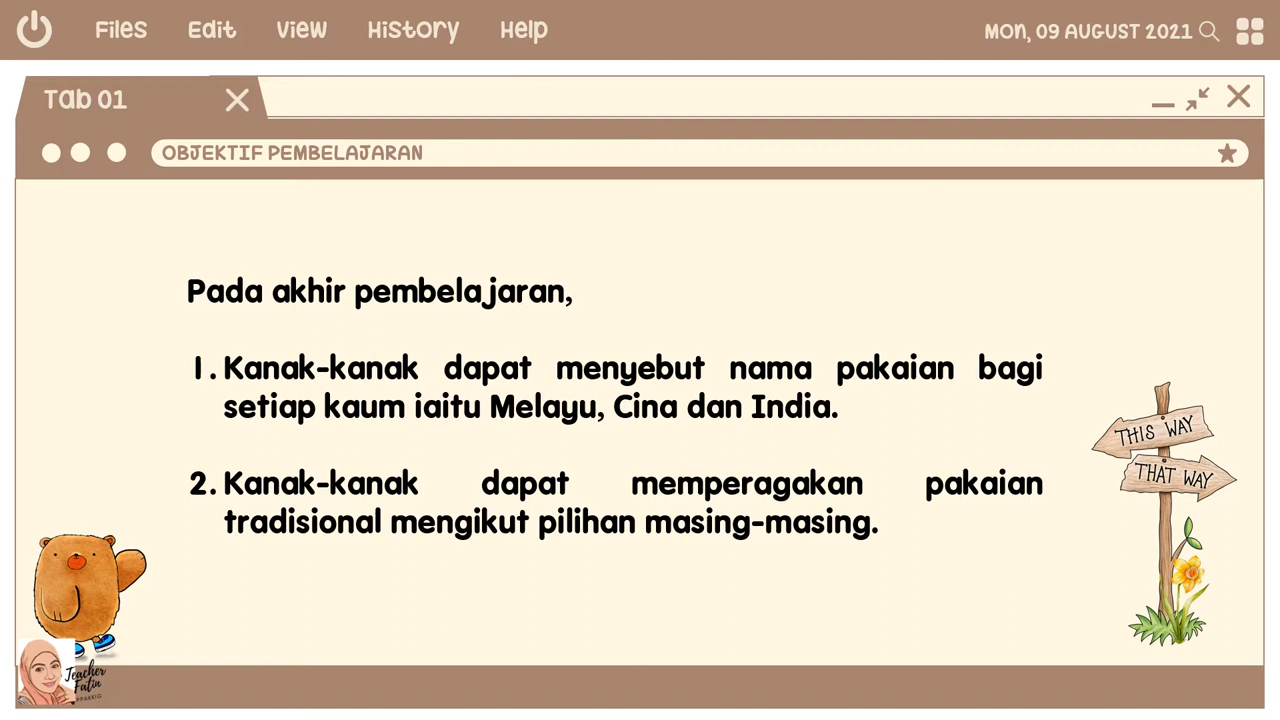 Files Edit View History Help MON, 09 AUGUST 2021
Tab 01
OBJEKTIF PEMBELAJARAN
Pada akhir pembelajaran,
1. Kanak-kanak dapat menyebut nama pakaian bagi
setiap kaum iaitu Melayu, Cina dan India.
2. Kanak-kanak dapat memperagakan pakaian
tradisional mengikut pilihan masing-masing.
THIS WAY
THAT WAY
Teacher
Fatin